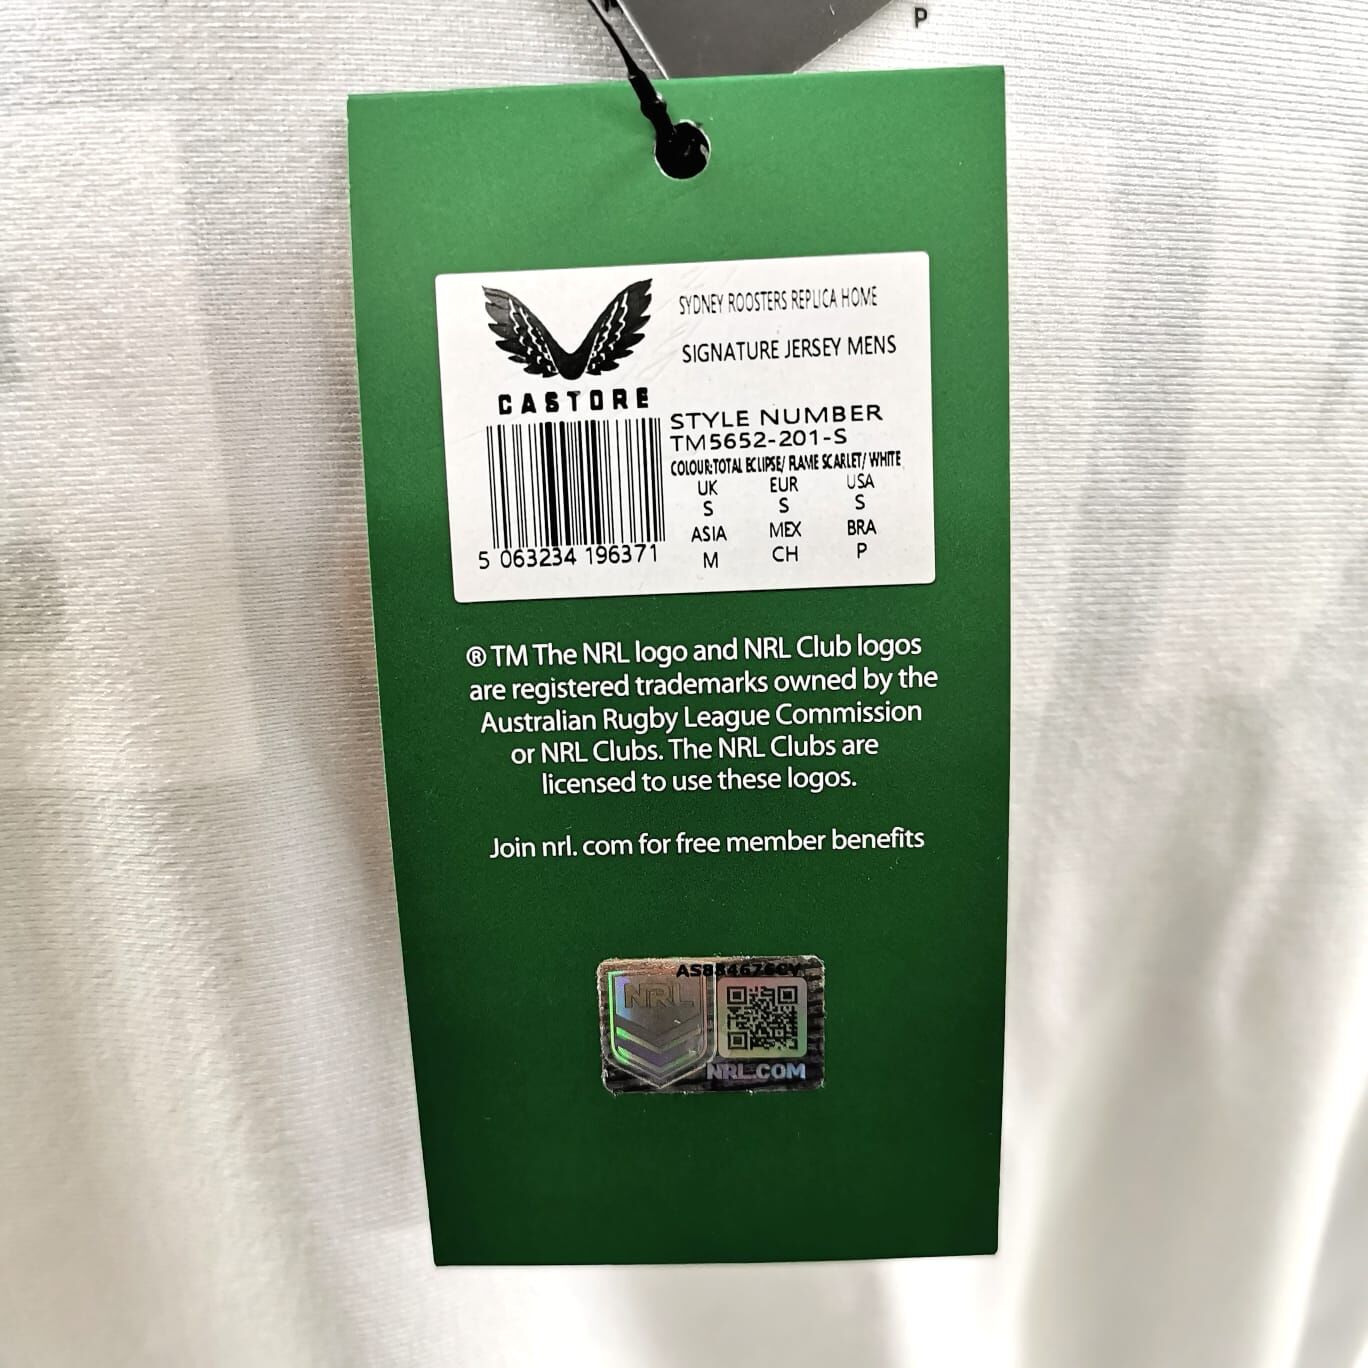 P
SYDNEY ROOSTERS REPLICA HOME
SIGNATURE JERSEY MENS
CASTORE
STYLE NUMBER
TM5652-201-S
COLOUR:TOTAL ECLIPSE/ FLAME SCARLET/ WHITE
UK EUR USA
S S S
ASIA MEX BRA
M CH P
5 063234 196371
® TM The NRL logo and NRL Club logos
are registered trademarks owned by the
Australian Rugby League Commission
or NRL Clubs. The NRL Clubs are
licensed to use these logos.
Join nrl. com for free member benefits
NRL
NRL.COM